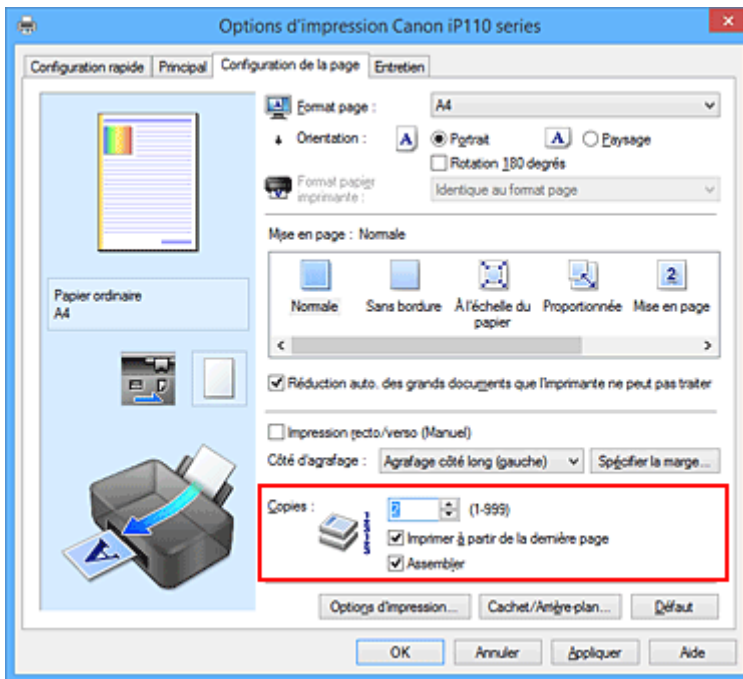 Options d'impression Canon iP110 series
Configuration rapide Principal Configuration de la page Entretien
Format page : A4
Orientation : A Portrait A Paysage
Rotation 180 degrés
Format papier imprimante : Identique au format page
Mise en page : Normale
Normale Sans bordure À l'échelle du papier Proportionnée Mise en page
Papier ordinaire
A4
Réduction auto. des grands documents que l'imprimante ne peut pas traiter
Impression recto/verso (Manuel)
Côté d'agrafage : Agrafage côté long (gauche) Spécifier la marge...
Copies : 2 (1-999)
Imprimer à partir de la dernière page
Assembler
Options d'impression... Cachet/Arrière-plan... Défaut
OK Annuler Appliquer Aide